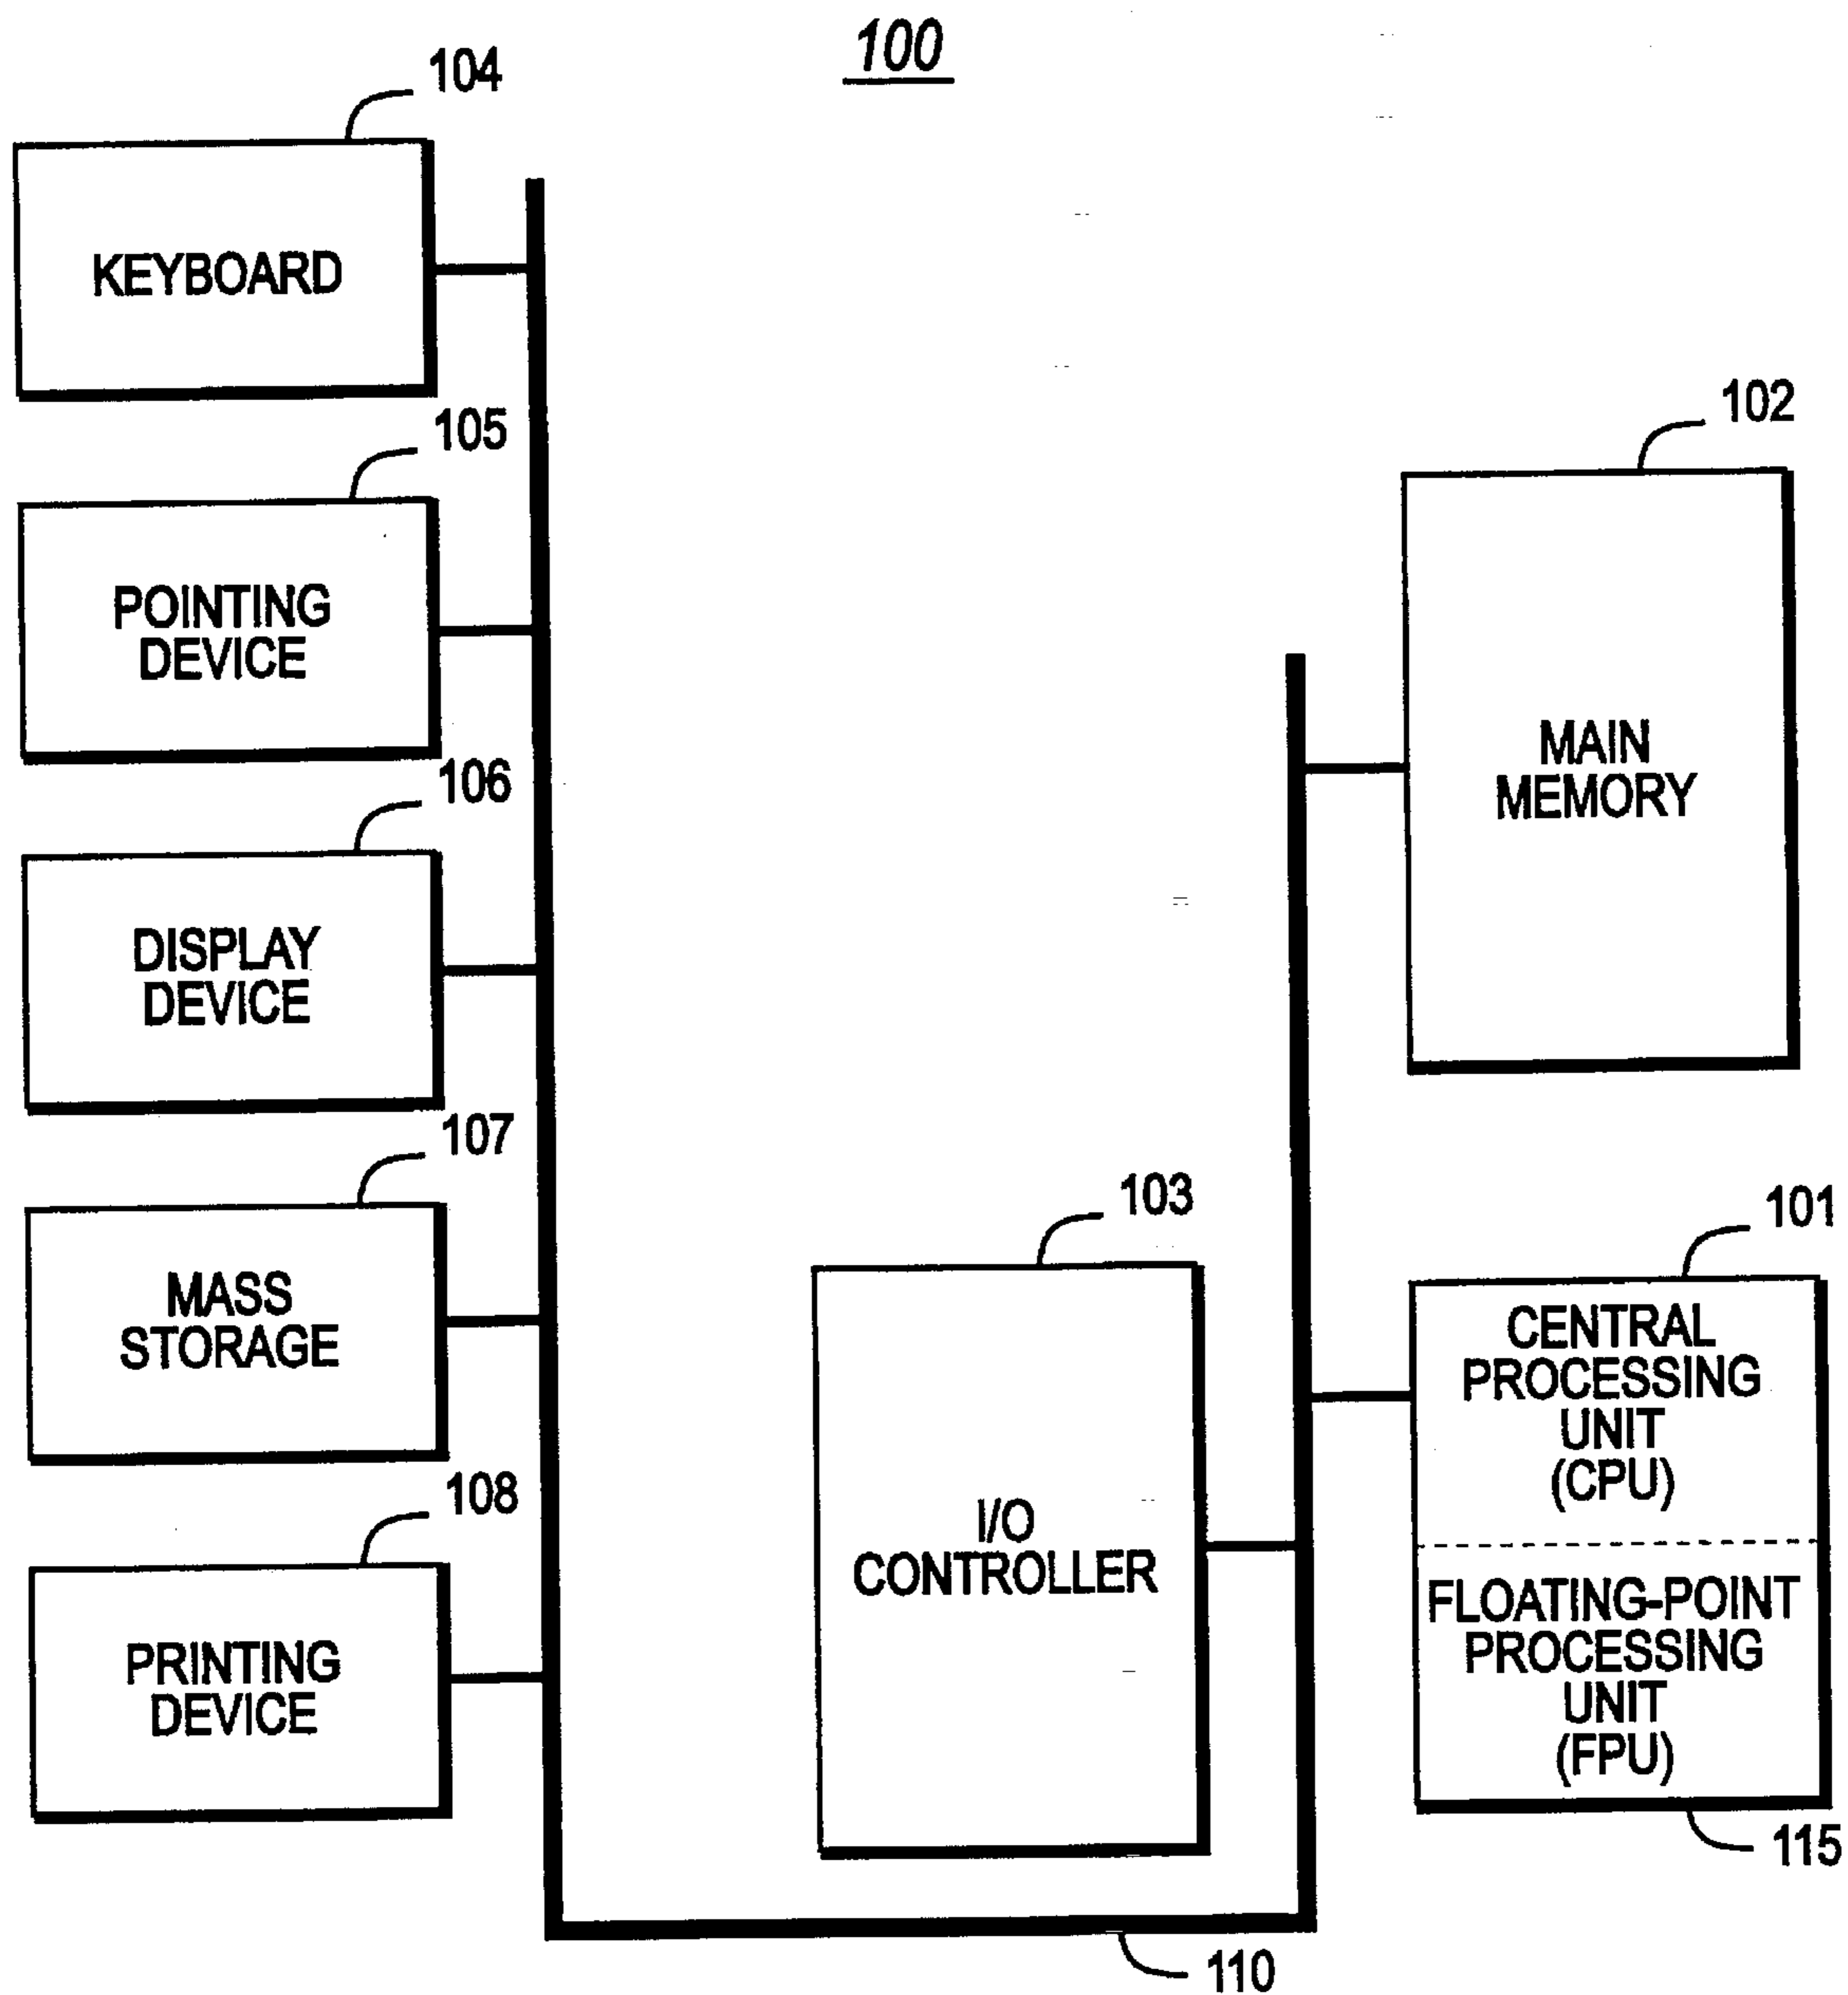 100
104
KEYBOARD
105
POINTING
DEVICE
106
DISPLAY
DEVICE
107
MASS
STORAGE
108
PRINTING
DEVICE
102
MAIN
MEMORY
103
I/O
CONTROLLER
101
CENTRAL
PROCESSING
UNIT
(CPU)
FLOATING-POINT
PROCESSING
UNIT
(FPU)
115
110